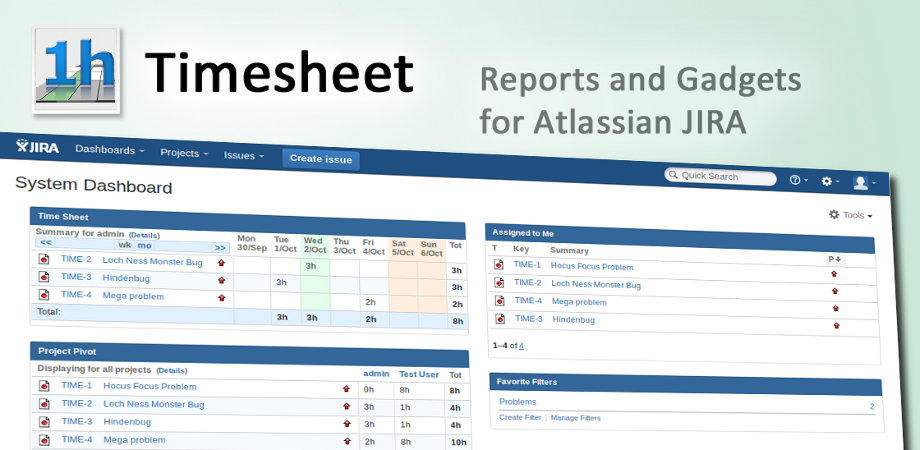 1h
Timesheet
Reports and Gadgets
for Atlassian JIRA
JIRA Dashboards Projects Issues Create issue Quick Search
System Dashboard
Tools
Time Sheet
Summary for admin (Details)
<< wk mo >>
Mon 30/Sep Tue 1/Oct Wed 2/Oct Thu 3/Oct Fri 4/Oct Sat 5/Oct Sun 6/Oct Tot
TIME-2 Loch Ness Monster Bug 3h 3h
TIME-3 Hindenbug 3h 3h
TIME-4 Mega problem 2h 2h
Total: 3h 3h 2h 8h
Project Pivot
Displaying for all projects (Details)
admin Test User Tot
TIME-1 Hocus Focus Problem 0h 8h 8h
TIME-2 Loch Ness Monster Bug 3h 1h 4h
TIME-3 Hindenbug 3h 1h 4h
TIME-4 Mega problem 2h 8h 10h
Assigned to Me
T Key Summary P
TIME-1 Hocus Focus Problem
TIME-2 Loch Ness Monster Bug
TIME-4 Mega problem
TIME-3 Hindenbug
1–4 of 4
Favorite Filters
Problems 2
Create Filter Manage Filters